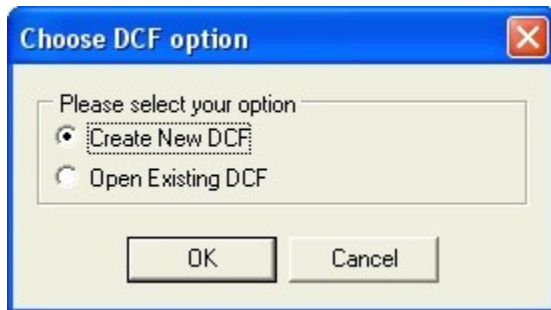 Choose DCF option
Please select your option
Create New DCF
Open Existing DCF
OK Cancel